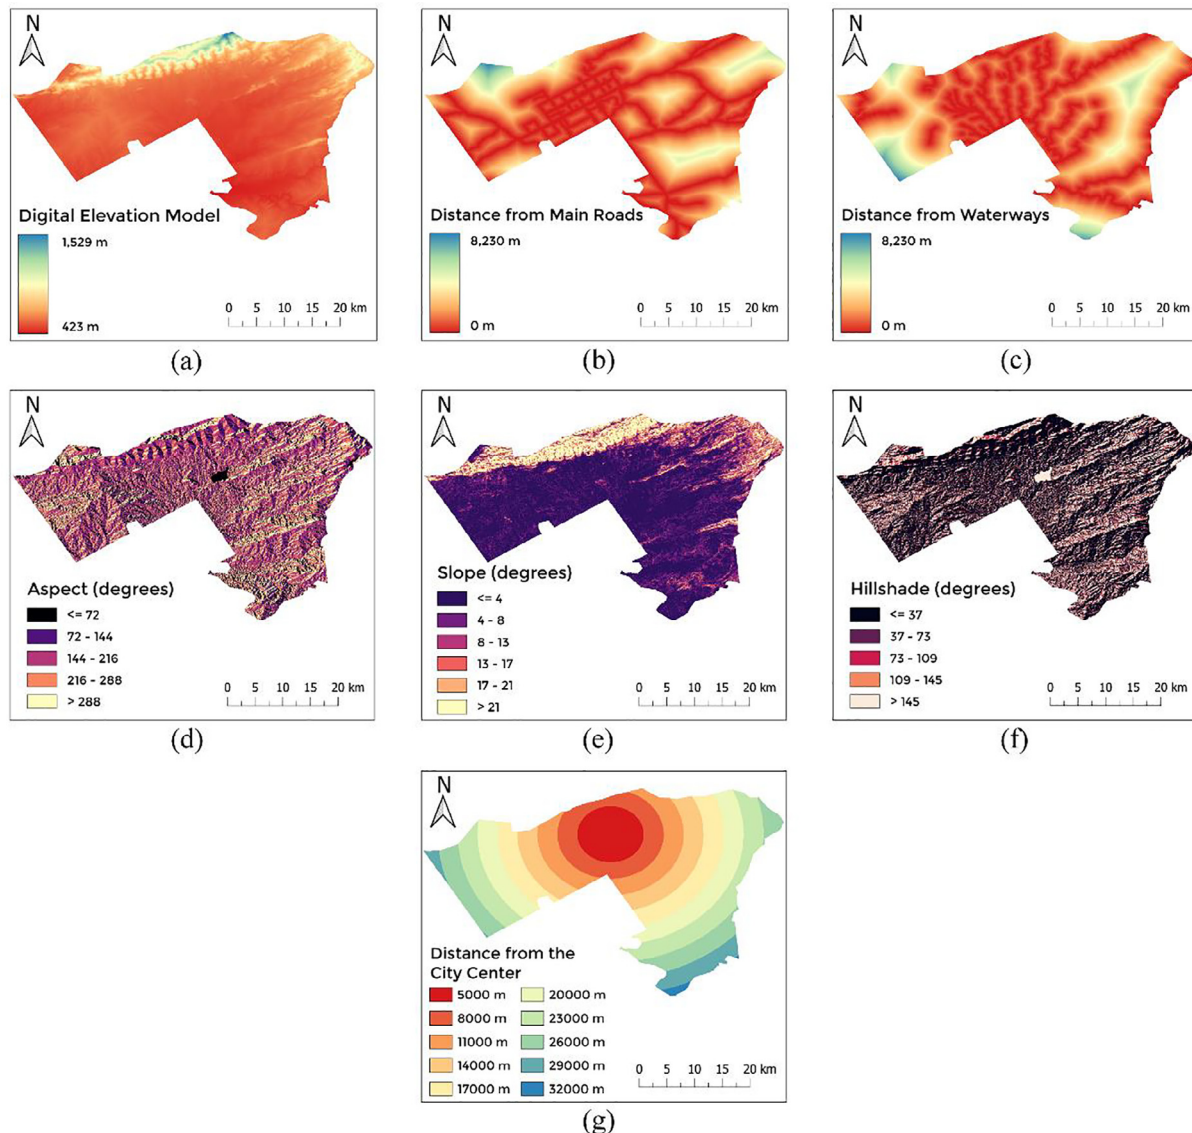 N
Digital Elevation Model
1,529 m
423 m
0 5 10 15 20 km
(a)
N
Distance from Main Roads
8,230 m
0 m
0 5 10 15 20 km
(b)
N
Distance from Waterways
8,230 m
0 m
0 5 10 15 20 km
(c)
N
Aspect (degrees)
<= 72
72 - 144
144 - 216
216 - 288
> 288
0 5 10 15 20 km
(d)
N
Slope (degrees)
<= 4
4 - 8
8 - 13
13 - 17
17 - 21
> 21
0 5 10 15 20 km
(e)
N
Hillshade (degrees)
<= 37
37 - 73
73 - 109
109 - 145
> 145
0 5 10 15 20 km
(f)
N
Distance from the
City Center
5000 m
8000 m
11000 m
14000 m
17000 m
20000 m
23000 m
26000 m
29000 m
32000 m
0 5 10 15 20 km
(g)